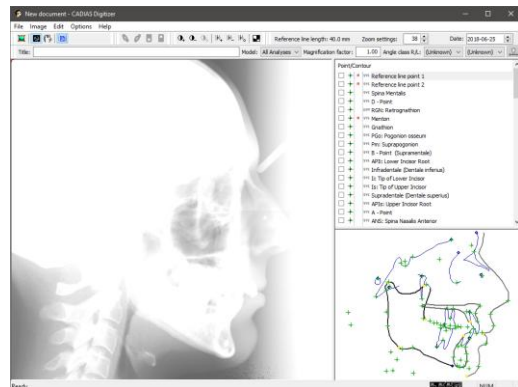 New document - CADIAS Digitizer
File Image Edit Options Help
Reference line length: 40.0 mm Zoom settings: 38 Date: 2018-06-25
Title: Model: All Analyses Magnification factor: 1.00 Angle class R/L: (Unknown) (Unknown)
Point/Contour
Reference line point 1
Reference line point 2
Spina Mentalis
D - Point
RGN: Retrognathion
Menton
Gnathion
PGo: Pogonion osseum
Pm: Suprapogonion
B - Point (Supramentale)
APIs: Lower Incisor Root
Infradentale (Dentale inferius)
Is: Tip of Lower Incisor
Is: Tip of Upper Incisor
Supradentale (Dentale superius)
APIs: Upper Incisor Root
A - Point
ANS: Spina Nasalis Anterior
Ready
NUM